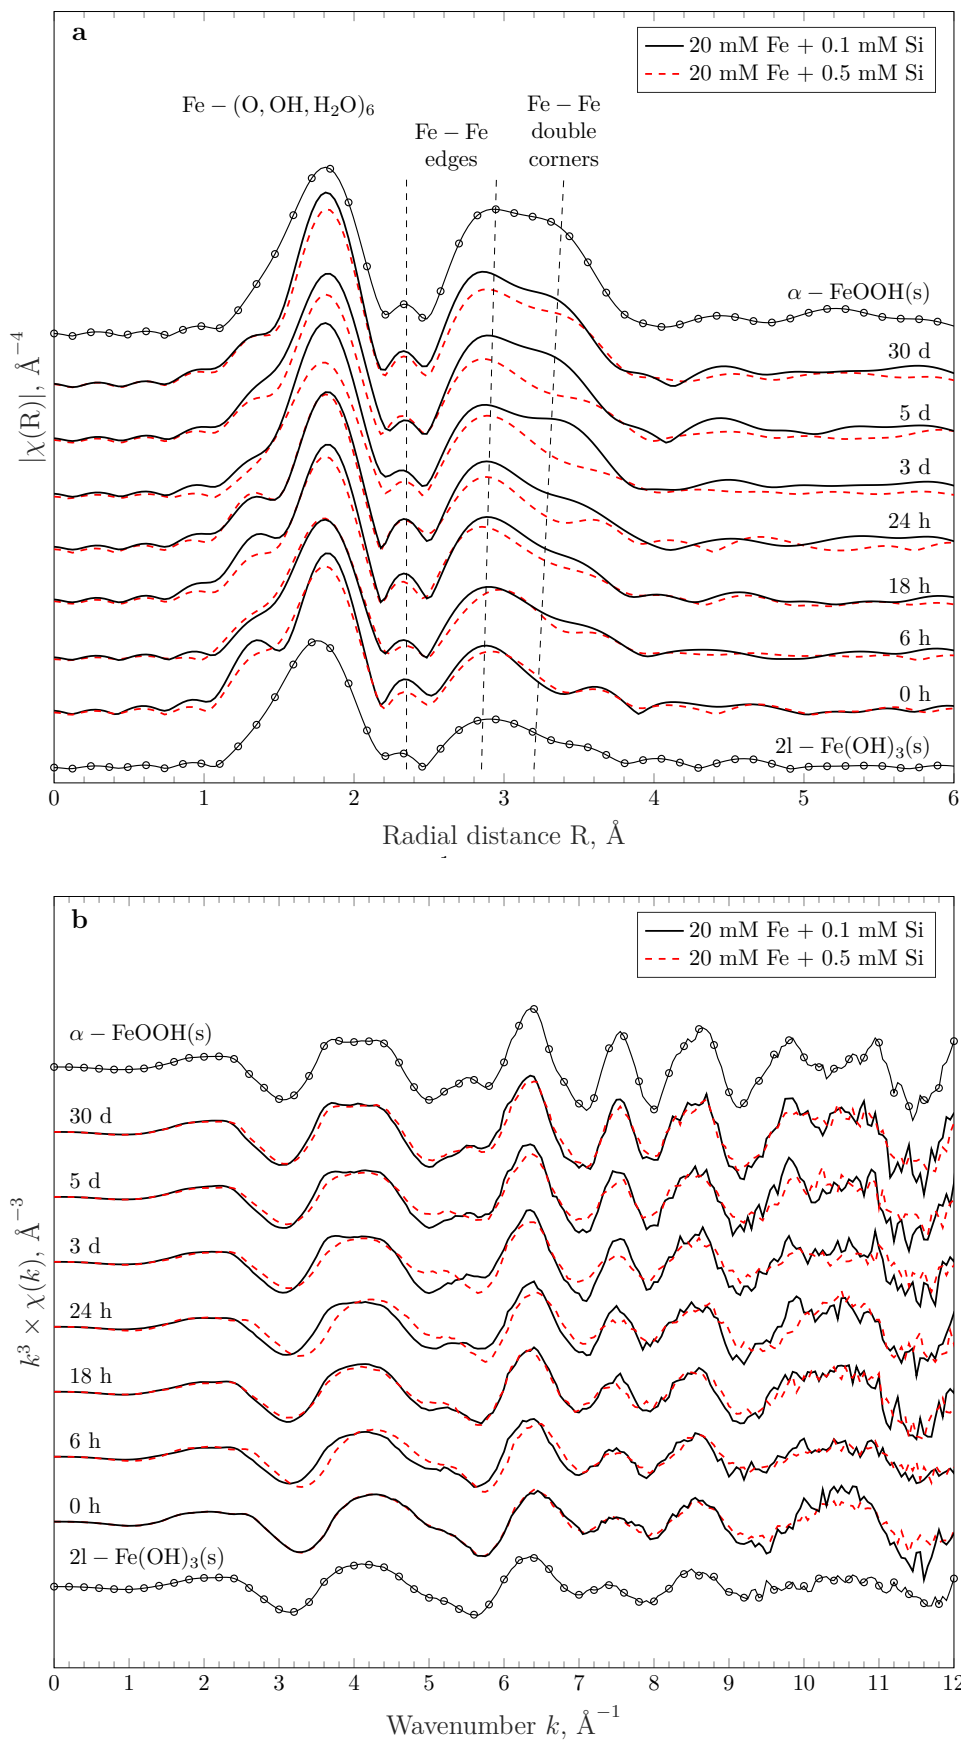 a
20 mM Fe + 0.1 mM Si
20 mM Fe + 0.5 mM Si
Fe − (O, OH, H₂O)₆
Fe − Fe
edges
Fe − Fe
double
corners
α − FeOOH(s)
30 d
5 d
3 d
24 h
18 h
6 h
0 h
2l − Fe(OH)₃(s)
|χ(R)|, Å⁻⁴
0 1 2 3 4 5 6
Radial distance R, Å
b
20 mM Fe + 0.1 mM Si
20 mM Fe + 0.5 mM Si
α − FeOOH(s)
30 d
5 d
3 d
24 h
18 h
6 h
0 h
2l − Fe(OH)₃(s)
k³ × χ(k), Å⁻³
0 1 2 3 4 5 6 7 8 9 10 11 12
Wavenumber k, Å⁻¹